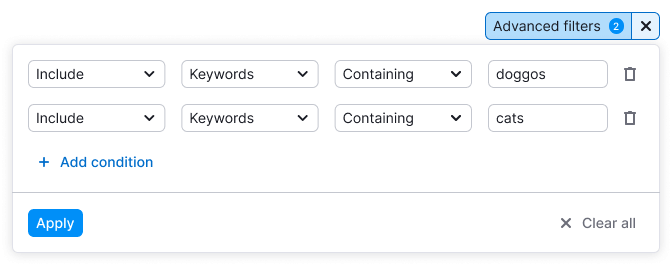 Advanced filters 2
Include Keywords Containing doggos
Include Keywords Containing cats
+ Add condition
Apply Clear all